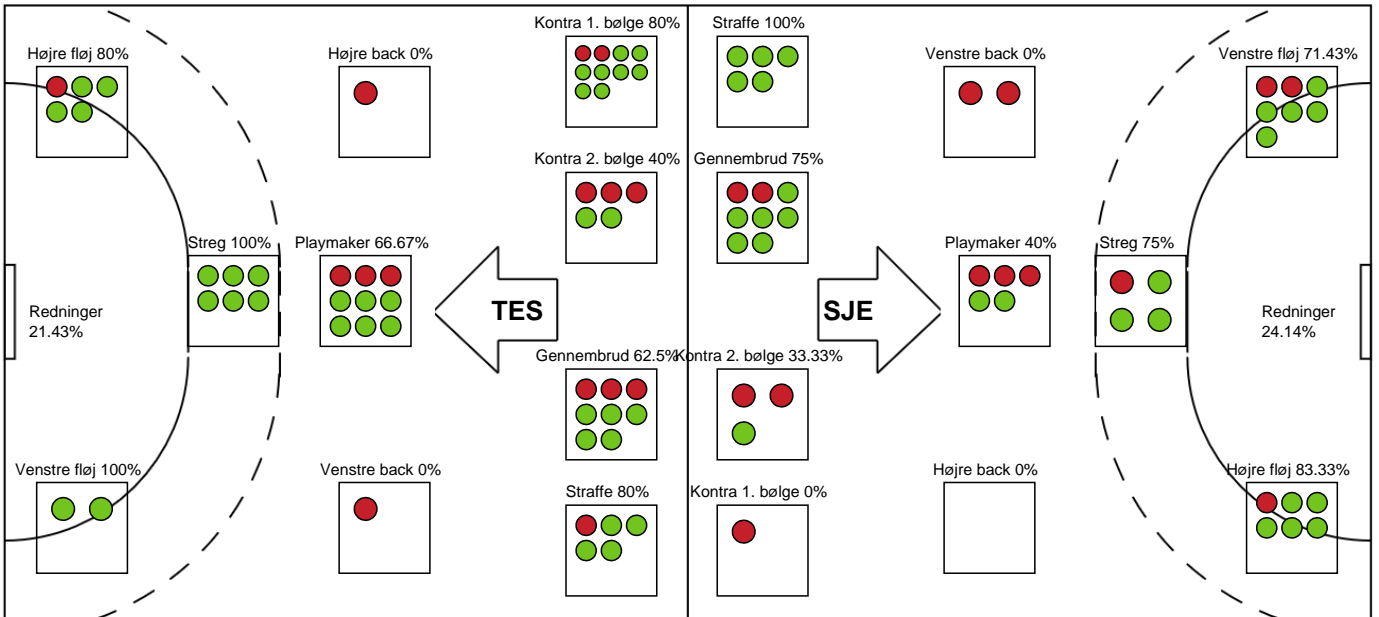 Kontra 1. bølge 80%
Straffe 100%
Højre fløj 80%
Højre back 0%
Venstre back 0%
Venstre fløj 71.43%
Kontra 2. bølge 40%
Gennembrud 75%
Streg 100%
Playmaker 66.67%
Playmaker 40%
Streg 75%
Redninger
21.43%
TES
SJE
Redninger
24.14%
Gennembrud 62.5%
Kontra 2. bølge 33.33%
Venstre fløj 100%
Venstre back 0%
Højre back 0%
Højre fløj 83.33%
Straffe 80%
Kontra 1. bølge 0%